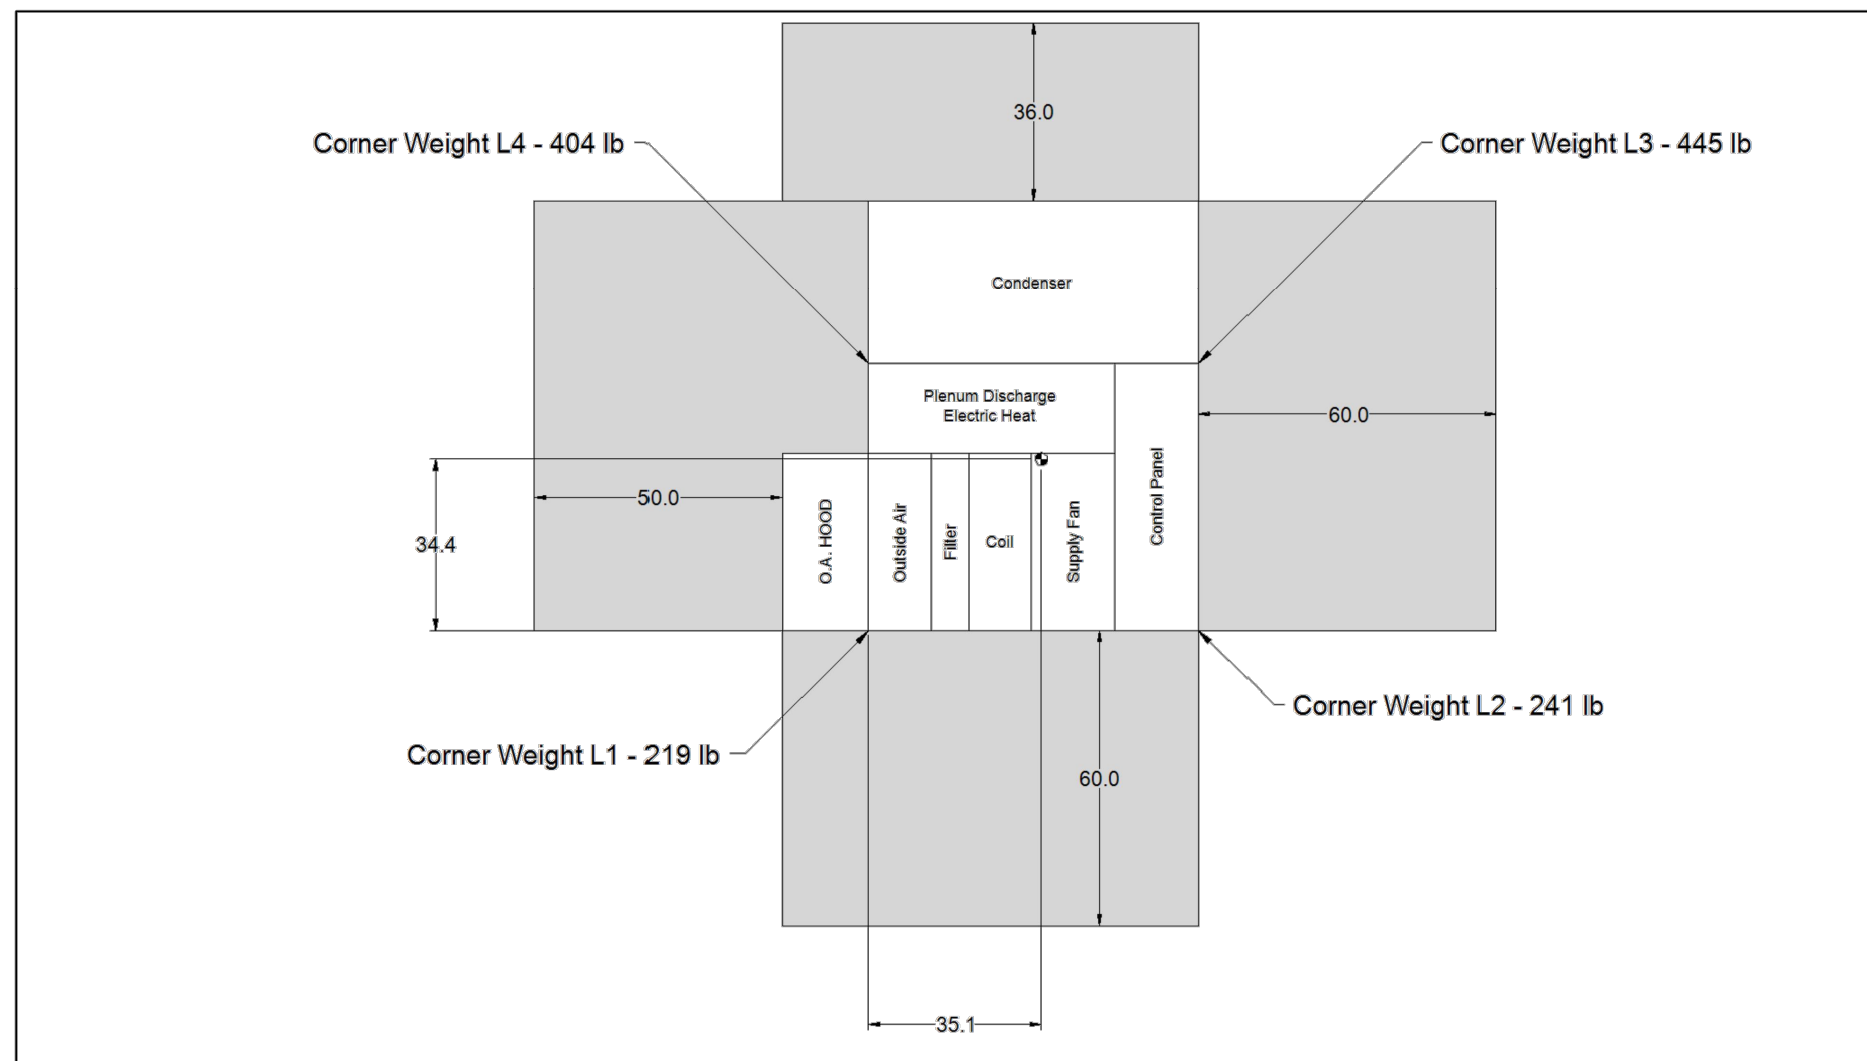 36.0
Corner Weight L4 - 404 lb
Corner Weight L3 - 445 lb
Condenser
Plenum Discharge
Electric Heat
60.0
Control Panel
50.0
34.4
O.A. HOOD
Outside Air
Filter
Coil
Supply Fan
Corner Weight L2 - 241 lb
Corner Weight L1 - 219 lb
60.0
35.1